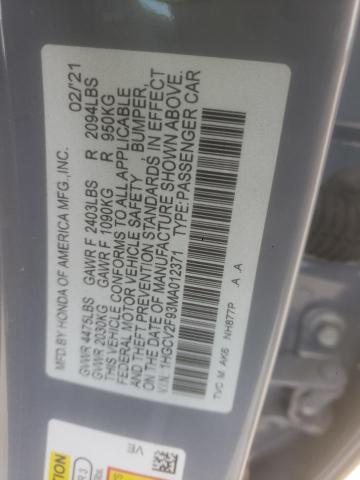 MFD.BY HONDA OF AMERICA MFG.,INC. 02/21
GVWR 4475LBS GAWR F 2403LBS R 2094LBS
GVWR 2030KG GAWR F 1090KG R 950KG
THIS VEHICLE CONFORMS TO ALL APPLICABLE
FEDERAL MOTOR VEHICLE SAFETY, BUMPER,
AND THEFT PREVENTION STANDARDS IN EFFECT
ON THE DATE OF MANUFACTURE SHOWN ABOVE.
V.I.N: 1HGCV2F93MA012371 TYPE:PASSENGER CAR
TVC M AK6 NH877P A A